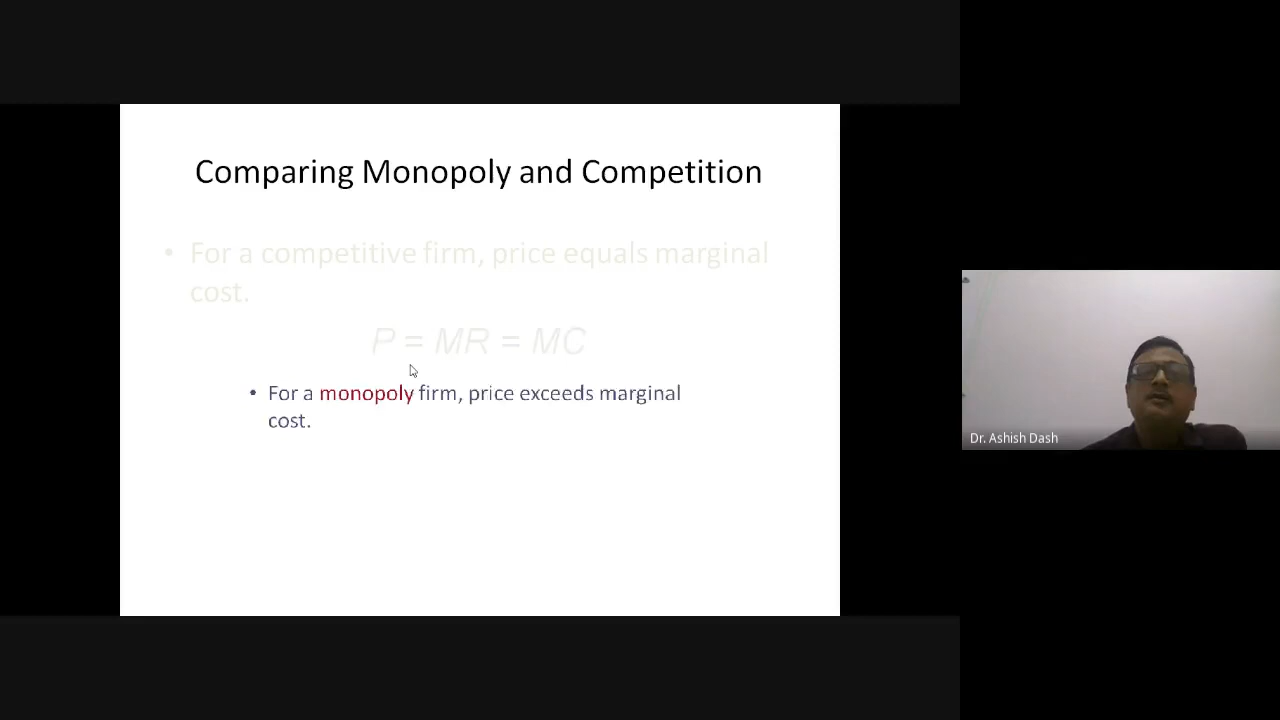 Comparing Monopoly and Competition
• For a competitive firm, price equals marginal
cost.
P = MR = MC
• For a monopoly firm, price exceeds marginal
cost.
Dr. Ashish Dash